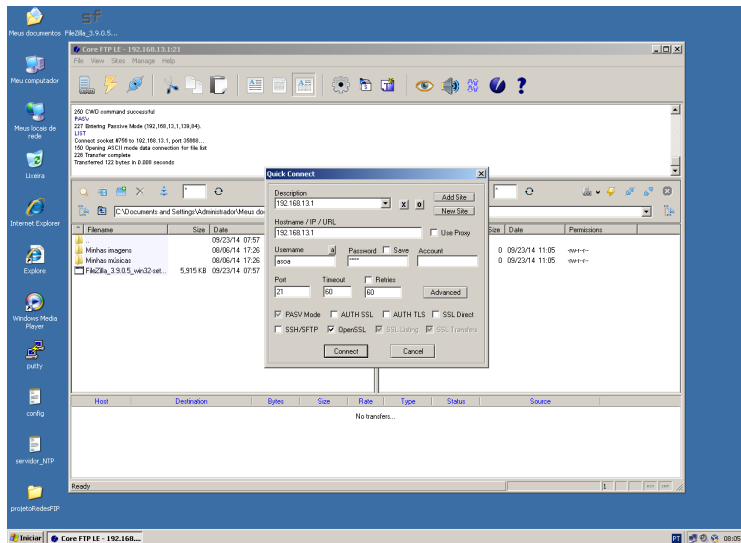 Meus documentos
FileZilla_3.9.0.5...
Meu computador
Meus locais de
rede
Lixeira
Internet Explorer
Explore
Windows Media
Player
putty
config
servidor_NTP
projetoRedesFTP
Core FTP LE - 192.168.13.1:21
File View Sites Manage Help
250 CWD command successful
PASV
227 Entering Passive Mode (192,168,13,1,139,84).
LIST
Connect socket #756 to 192.168.13.1, port 35668...
150 Opening ASCII mode data connection for file list
226 Transfer complete
Transferred 122 bytes in 0.008 seconds
C:\Documents and Settings\Administrador\Meus do
Filename Size Date
.. 09/23/14 07:57
Minhas imagens 08/06/14 17:26
Minhas músicas 08/06/14 17:26
FileZilla_3.9.0.5_win32-set... 5,915 KB 09/23/14 07:57
Size Date Permissions
0 09/23/14 11:05 -rw-r--r--
0 09/23/14 11:05 -rw-r--r--
Quick Connect
Description
192.168.13.1
X
Add Site
New Site
Hostname / IP / URL
192.168.13.1
Use Proxy
Username a Password Save Account
asoa ****
Port Timeout Retries
21 60 60 Advanced
PASV Mode AUTH SSL AUTH TLS SSL Direct
SSH/SFTP OpenSSL SSL Listing SSL Transfers
Connect Cancel
Host Destination Bytes Size Rate Type Status Source
No transfers...
Ready
Iniciar
Core FTP LE - 192.168....
PT
08:05